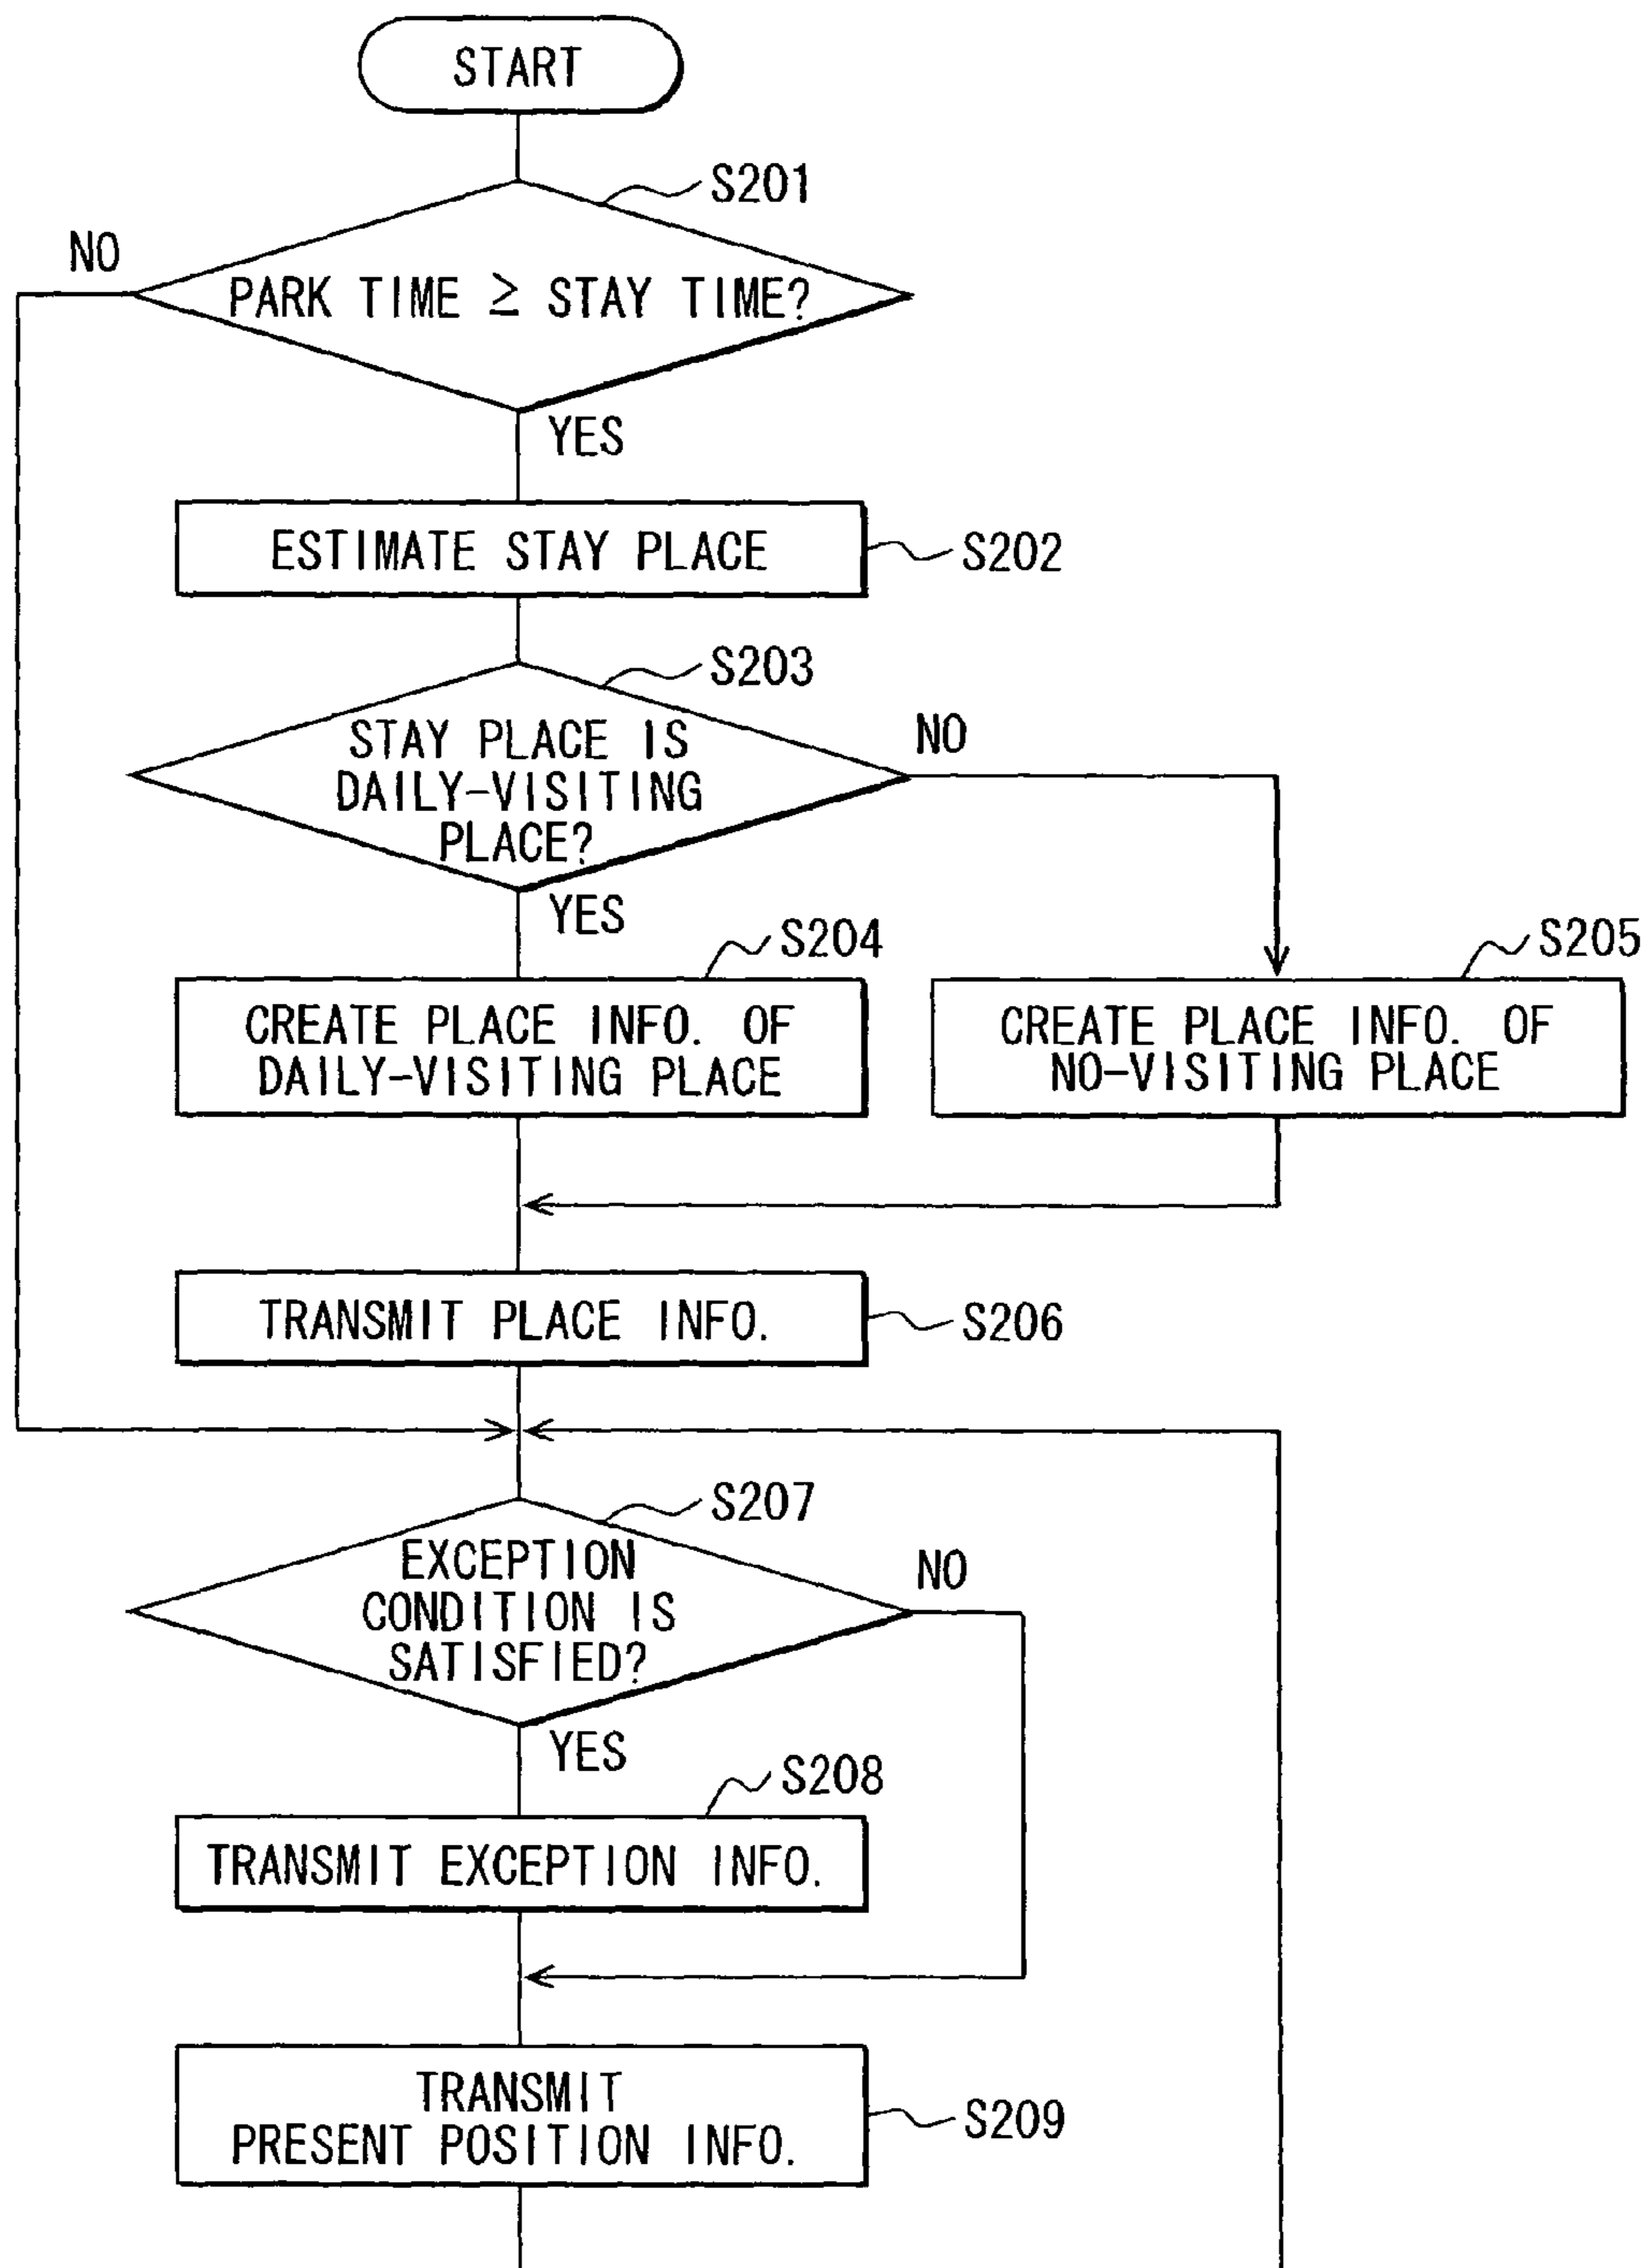 START
S201
NO
PARK TIME ≥ STAY TIME?
YES
ESTIMATE STAY PLACE
S202
S203
STAY PLACE IS
DAILY-VISITING
PLACE?
NO
YES
S204
S205
CREATE PLACE INFO. OF
DAILY-VISITING PLACE
CREATE PLACE INFO. OF
NO-VISITING PLACE
TRANSMIT PLACE INFO.
S206
S207
EXCEPTION
CONDITION IS
SATISFIED?
NO
YES
S208
TRANSMIT EXCEPTION INFO.
TRANSMIT
PRESENT POSITION INFO.
S209